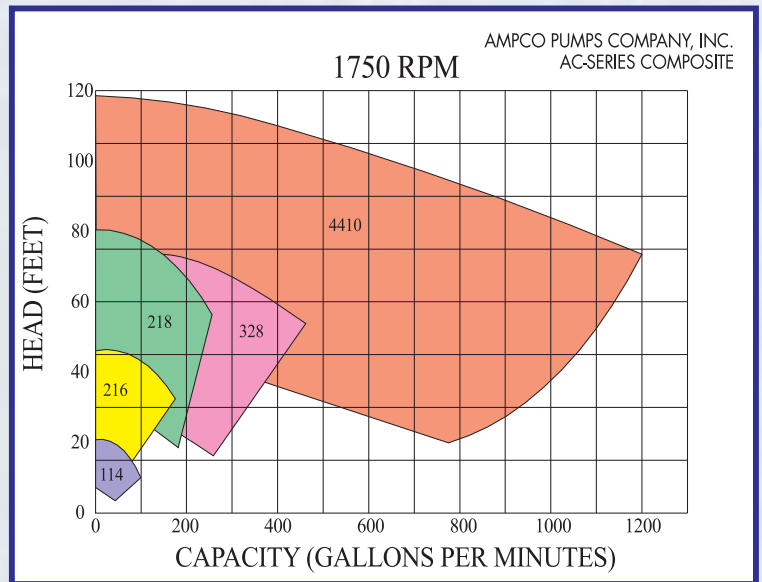 AMPCO PUMPS COMPANY, INC.
AC-SERIES COMPOSITE
1750 RPM
120
100
80
60
40
20
0
HEAD (FEET)
4410
218
328
216
114
0 200 400 600 800 1000 1200
CAPACITY (GALLONS PER MINUTES)